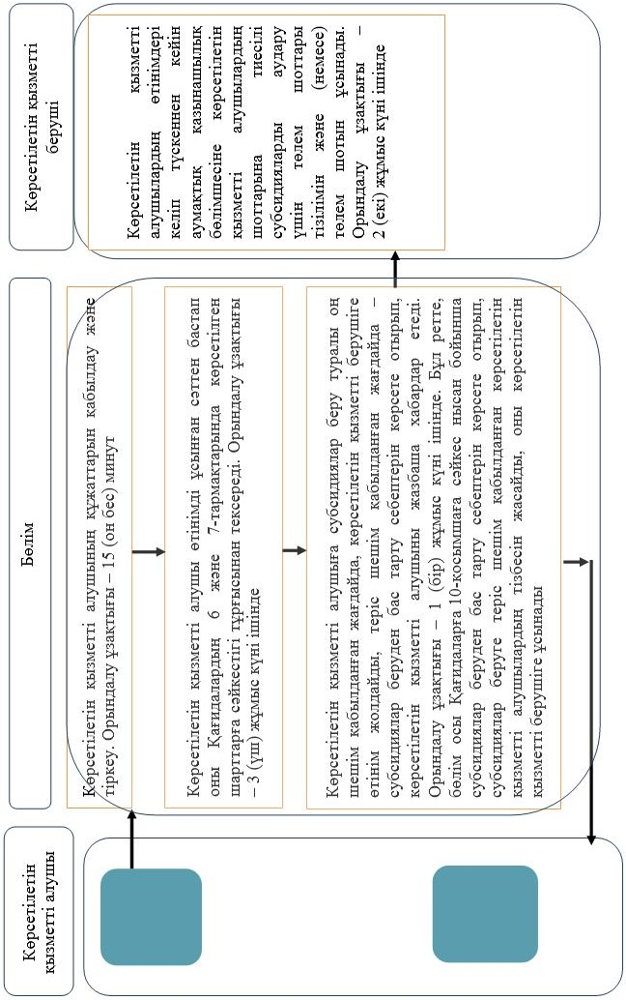 Көрсетілетін
қызметті алушы
Бөлім
Көрсетілетін қызметті
беруші
Көрсетілетін қызметті алушының құжаттарын қабылдау және
тіркеу. Орындалу ұзақтығы – 15 (он бес) минут
Көрсетілетін қызметті алушы өтінімді ұсынған сәттен бастап
оны Қағидалардың 6 және 7-тармақтарында көрсетілген
шарттарға сәйкестігі тұрғысынан тексереді. Орындалу ұзақтығы
– 3 (үш) жұмыс күні ішінде
Көрсетілетін қызметті алушыға субсидиялар беру туралы оң
шешім қабылданған жағдайда, көрсетілетін қызметті берушіге
өтінім жолдайды, теріс шешім қабылданған жағдайда –
субсидиялар беруден бас тарту себептерін көрсете отырып,
көрсетілетін қызметті алушыны жазбаша хабардар етеді.
Орындалу ұзақтығы – 1 (бір) жұмыс күні ішінде. Бұл ретте,
бөлім осы Қағидаларға 10-қосымшаға сәйкес нысан бойынша
субсидиялар беруден бас тарту себептерін көрсете отырып,
субсидиялар беруге теріс шешім қабылданған көрсетілетін
қызметті алушылардың тізбесін жасайды, оны көрсетілетін
қызметті берушіге ұсынады
Көрсетілетін қызметті
алушылардың өтінімдері
келіп түскеннен кейін
аумақтық қазынашылық
бөлімшесіне көрсетілетін
қызметті алушылардың
шоттарына тиесілі
субсидияларды аудару
үшін төлем шоттары
тізілімін және (немесе)
төлем шотын ұсынады.
Орындалу ұзақтығы –
2 (екі) жұмыс күні ішінде